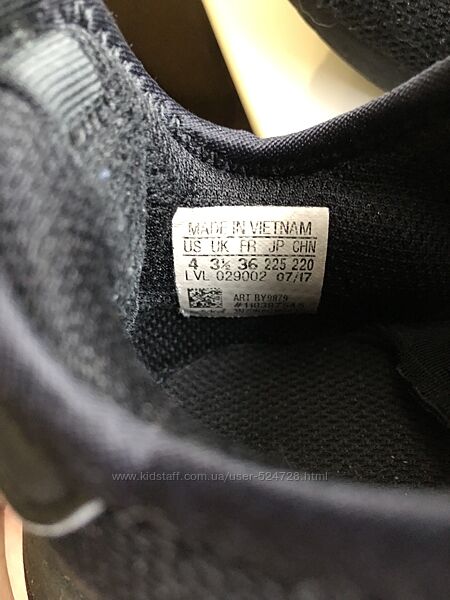 MADE IN VIETNAM
US UK FR JP CHN
4 3½ 36 225 220
LVL 029002 07/17
ART BY9879
www.kidstaff.com.ua/user-524728.html